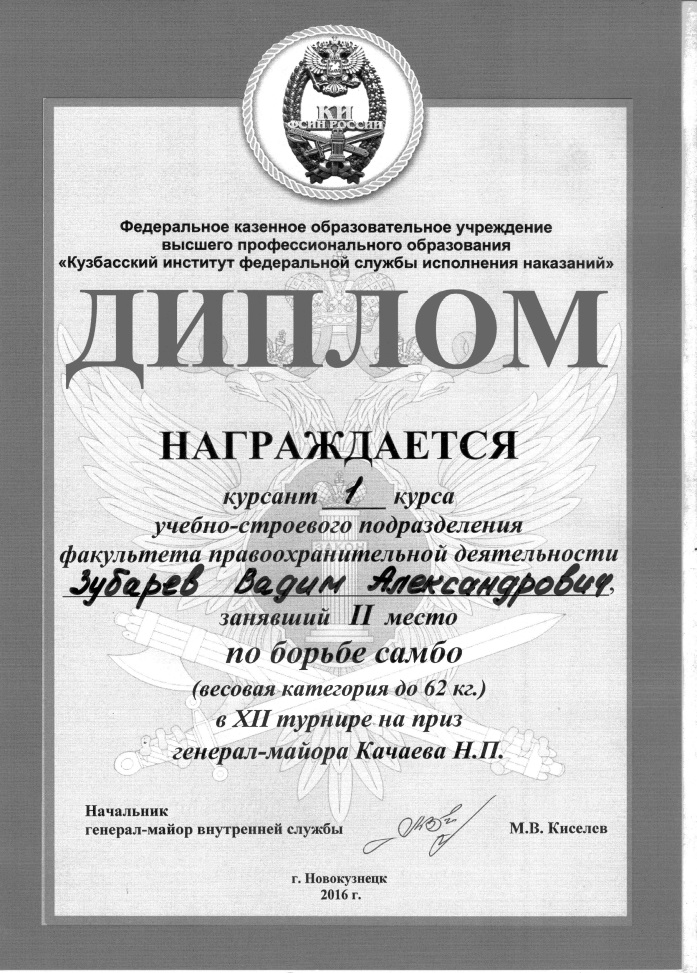 КИ
ФСИН РОССИИ
Федеральное казенное образовательное учреждение
высшего профессионального образования
«Кузбасский институт федеральной службы исполнения наказаний»
ДИПЛОМ
НАГРАЖДАЕТСЯ
курсант 1 курса
учебно-строевого подразделения
факультета правоохранительной деятельности
ЗАКОН
Зубарев Вадим Александрович,
занявший II место
по борьбе самбо
(весовая категория до 62 кг.)
в XII турнире на приз
генерал-майора Качаева Н.П.
Начальник
генерал-майор внутренней службы М.В. Киселев
г. Новокузнецк
2016 г.